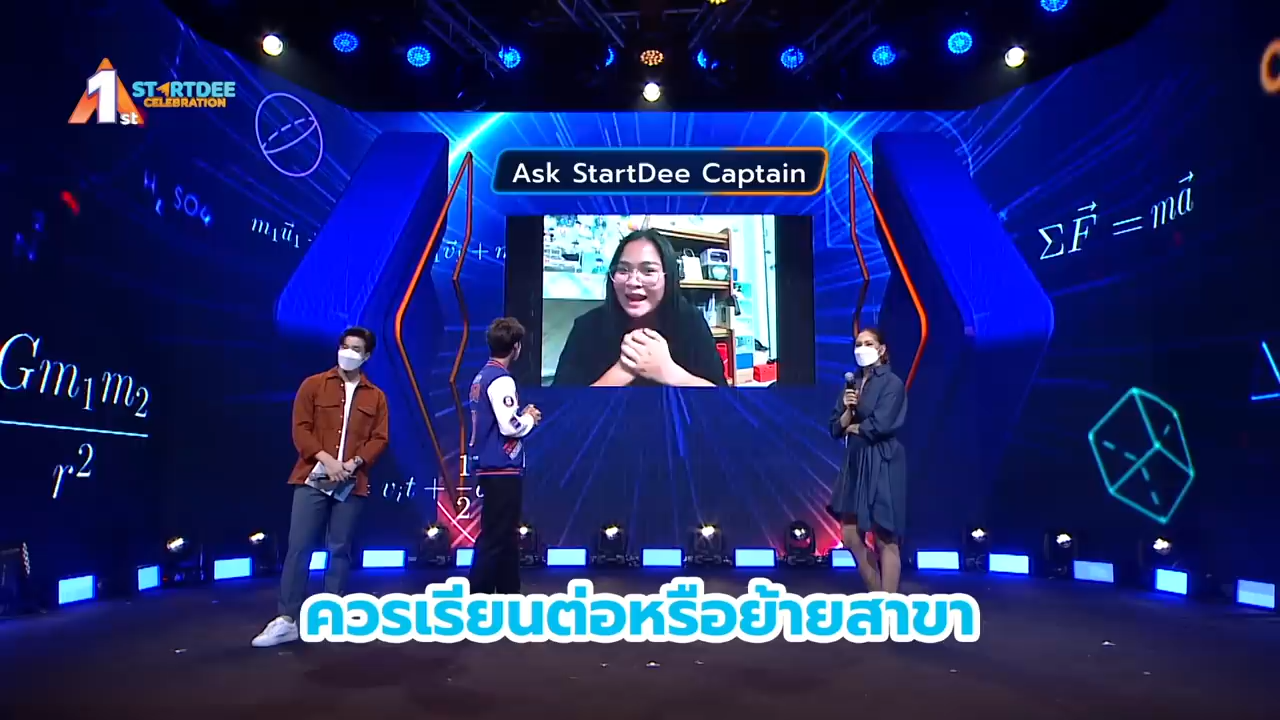 1st
STARTDEE
CELEBRATION
Ask StartDee Captain
H₂SO₄
ΣF⃗ = ma⃗
Gm₁m₂
r²
ควรเรียนต่อหรือย้ายสาขา